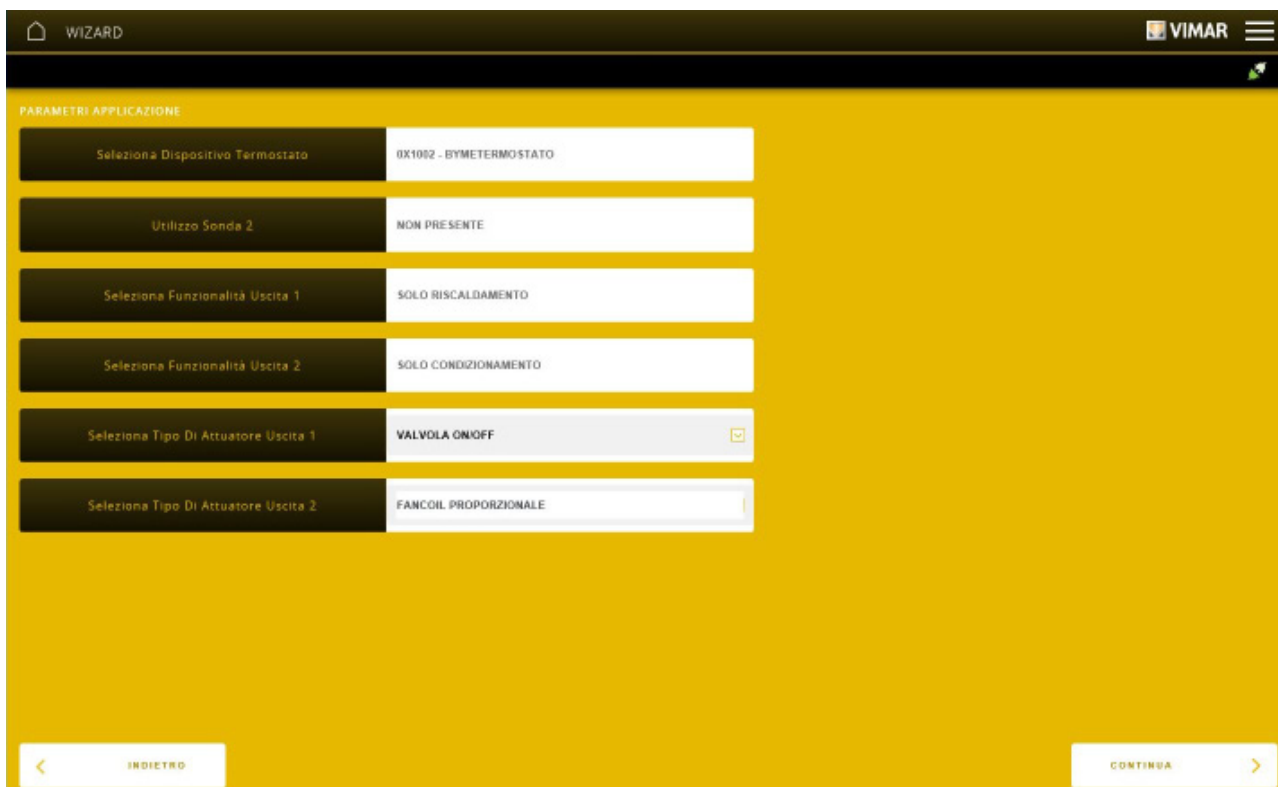 WIZARD
VIMAR
PARAMETRI APPLICAZIONE
Seleziona Dispositivo Termostato
0X1002 - BYMETERMOSTATO
Utilizzo Sonda 2
NON PRESENTE
Seleziona Funzionalità Uscita 1
SOLO RISCALDAMENTO
Seleziona Funzionalità Uscita 2
SOLO CONDIZIONAMENTO
Seleziona Tipo Di Attuatore Uscita 1
VALVOLA ON/OFF
Seleziona Tipo Di Attuatore Uscita 2
FANCOIL PROPORZIONALE
INDIETRO
CONTINUA